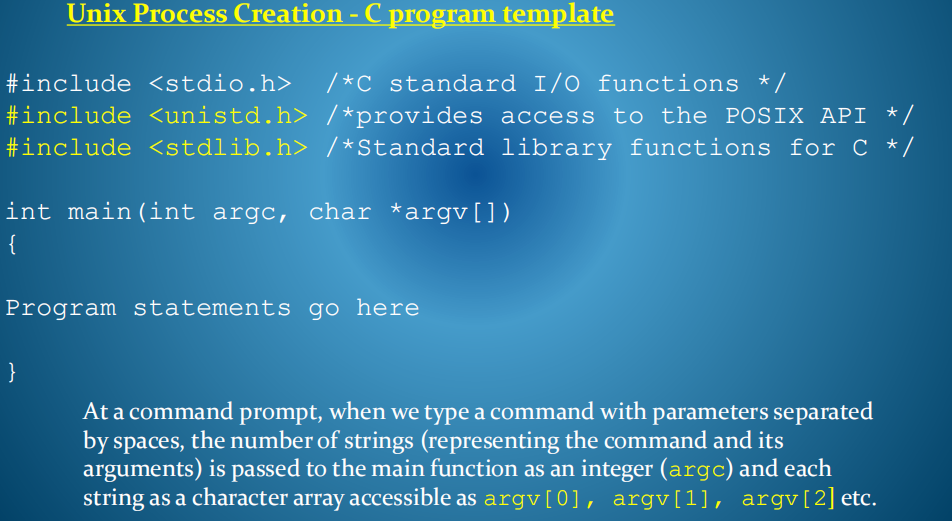 Unix Process Creation - C program template
#include <stdio.h> /*C standard I/O functions */
#include <unistd.h> /*provides access to the POSIX API */
#include <stdlib.h> /*Standard library functions for C */
int main(int argc, char *argv[])
{
Program statements go here
}
At a command prompt, when we type a command with parameters separated
by spaces, the number of strings (representing the command and its
arguments) is passed to the main function as an integer (argc) and each
string as a character array accessible as argv[0], argv[1], argv[2] etc.